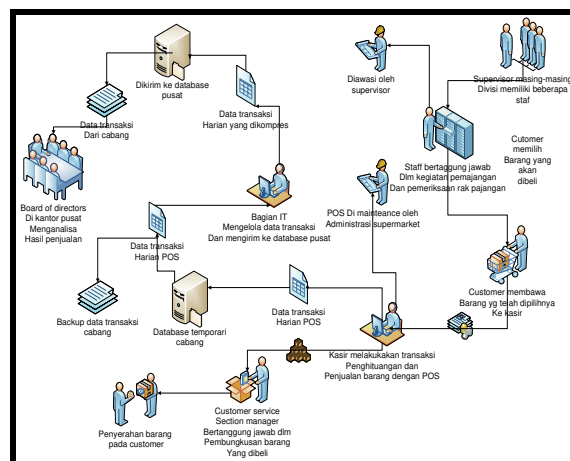 Dikirim ke database
pusat
Diawasi oleh
supervisor
Supervisor masing-masing
Divisi memiliki beberapa
staf
Data transaksi
Harian yang dikompres
Data transaksi
Dari cabang
Staff bertaggung jawab
Dlm kegiatan pemajangan
Dan pemeriksaan rak pajangan
Cutomer
memilih
Barang yang
akan
dibeli
Board of directors
Di kantor pusat
Menganalisa
Hasil penjualan
Bagian IT
Mengelola data transaksi
Dan mengirim ke database pusat
POS Di mainteance oleh
Administrasi supermarket
Data transaksi
Harian POS
Customer membawa
Barang yg telah dipilihnya
Ke kasir
Backup data transaksi
cabang
Database temporari
cabang
Data transaksi
Harian POS
Kasir melakukakan transaksi
Penghituangan dan
Penjualan barang dengan POS
Customer service
Section manager
Bertanggung jawab dlm
Pembungkusan barang
Yang dibeli
Penyerahan barang
pada customer